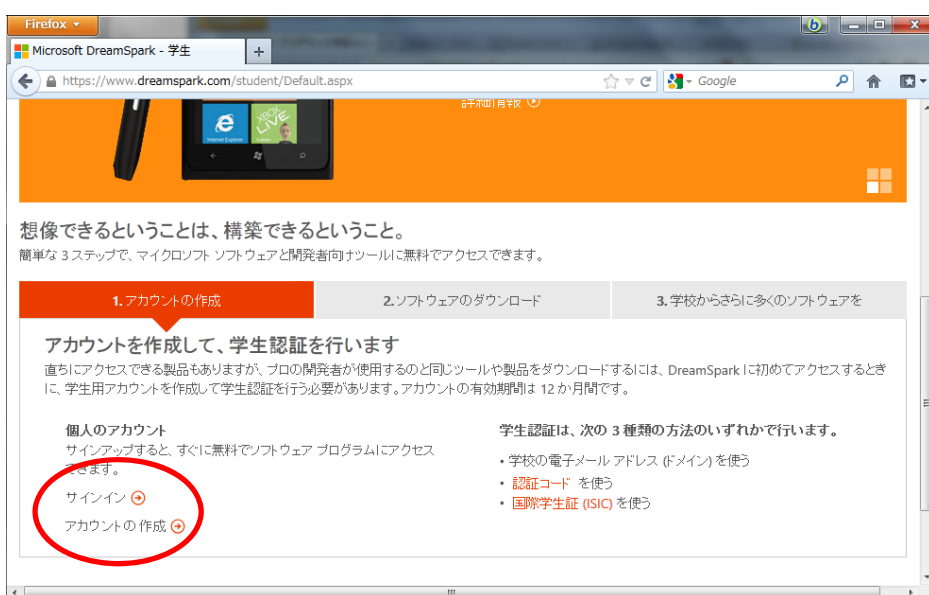 Firefox
Microsoft DreamSpark - 学生
https://www.dreamspark.com/student/Default.aspx
Google
Internet Explorer
XBOX LIVE
Games
想像できるということは、構築できるということ。
簡単な 3 ステップで、マイクロソフト ソフトウェアと開発者向けツールに無料でアクセスできます。
1. アカウントの作成
2. ソフトウェアのダウンロード
3. 学校からさらに多くのソフトウェアを
アカウントを作成して、学生認証を行います
直ちにアクセスできる製品もありますが、プロの開発者が使用するのと同じツールや製品をダウンロードするには、DreamSpark に初めてアクセスするとき
に、学生用アカウントを作成して学生認証を行う必要があります。アカウントの有効期間は 12 か月間です。
個人のアカウント
サインアップすると、すぐに無料でソフトウェア プログラムにアクセス
できます。
サインイン
アカウントの作成
学生認証は、次の 3 種類の方法のいずれかで行います。
• 学校の電子メール アドレス (ドメイン) を使う
• 認証コード を使う
• 国際学生証 (ISIC) を使う